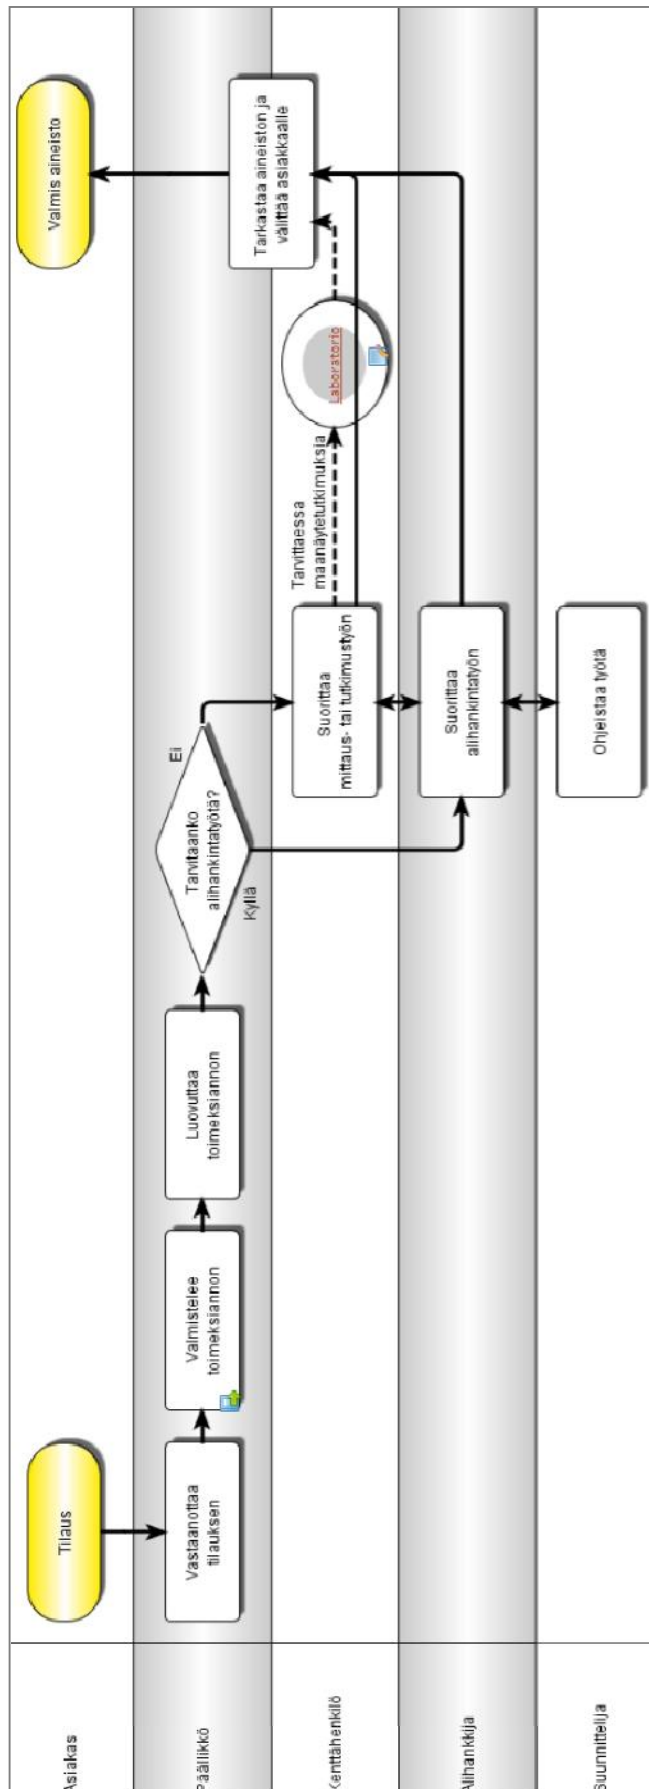 Asiakas
Tilaus
Valmis aineisto
Päällikkö
Vastaanottaa
tilauksen
Valmistelee
toimeksiannon
Luovuttaa
toimeksiannon
Tarvitaanko
alihankintatyötä?
Ei
Kyllä
Tarkastaa aineiston ja
välittää asiakkaalle
Kenttähenkilö
Suorittaa
mittaus- tai tutkimustyön
Tarvittaessa
maanäytetutkimuksia
Laboratorio
Alihankkija
Suorittaa
alihankintatyön
Suunnittelija
Ohjeistaa työtä